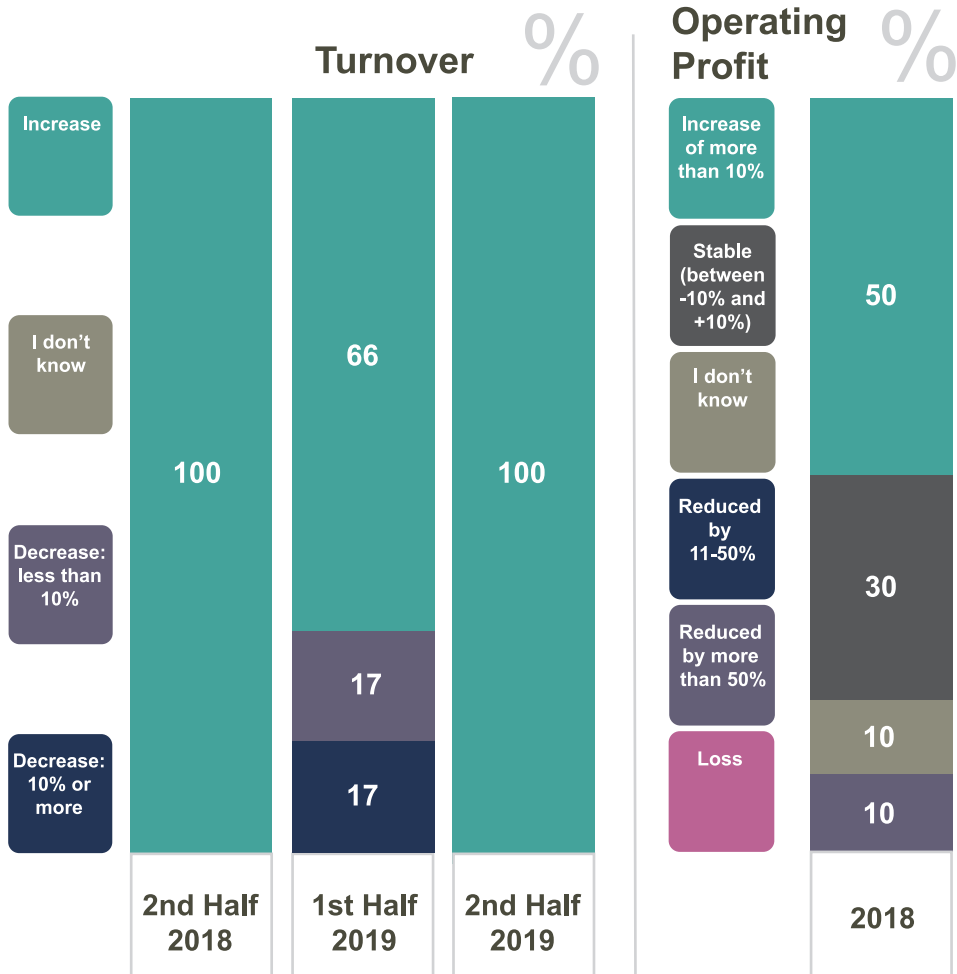 Turnover %
Increase
I don't
know
Decrease:
less than
10%
Decrease:
10% or
more
100
66
17
17
100
2nd Half
2018
1st Half
2019
2nd Half
2019
Operating
Profit
%
Increase
of more
than 10%
Stable
(between
-10% and
+10%)
I don't
know
Reduced
by
11-50%
Reduced
by more
than 50%
Loss
50
30
10
10
2018